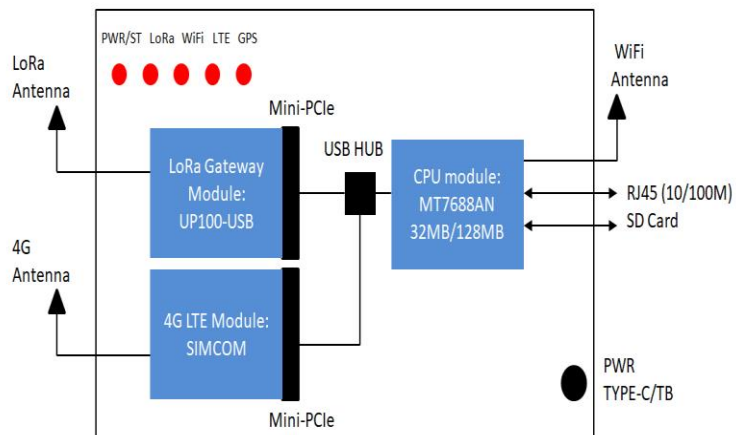 PWR/ST LoRa WiFi LTE GPS
LoRa
Antenna
WiFi
Antenna
Mini-PCIe
USB HUB
LoRa Gateway
Module:
UP100-USB
CPU module:
MT7688AN
32MB/128MB
RJ45 (10/100M)
SD Card
4G
Antenna
4G LTE Module:
SIMCOM
PWR
TYPE-C/TB
Mini-PCIe